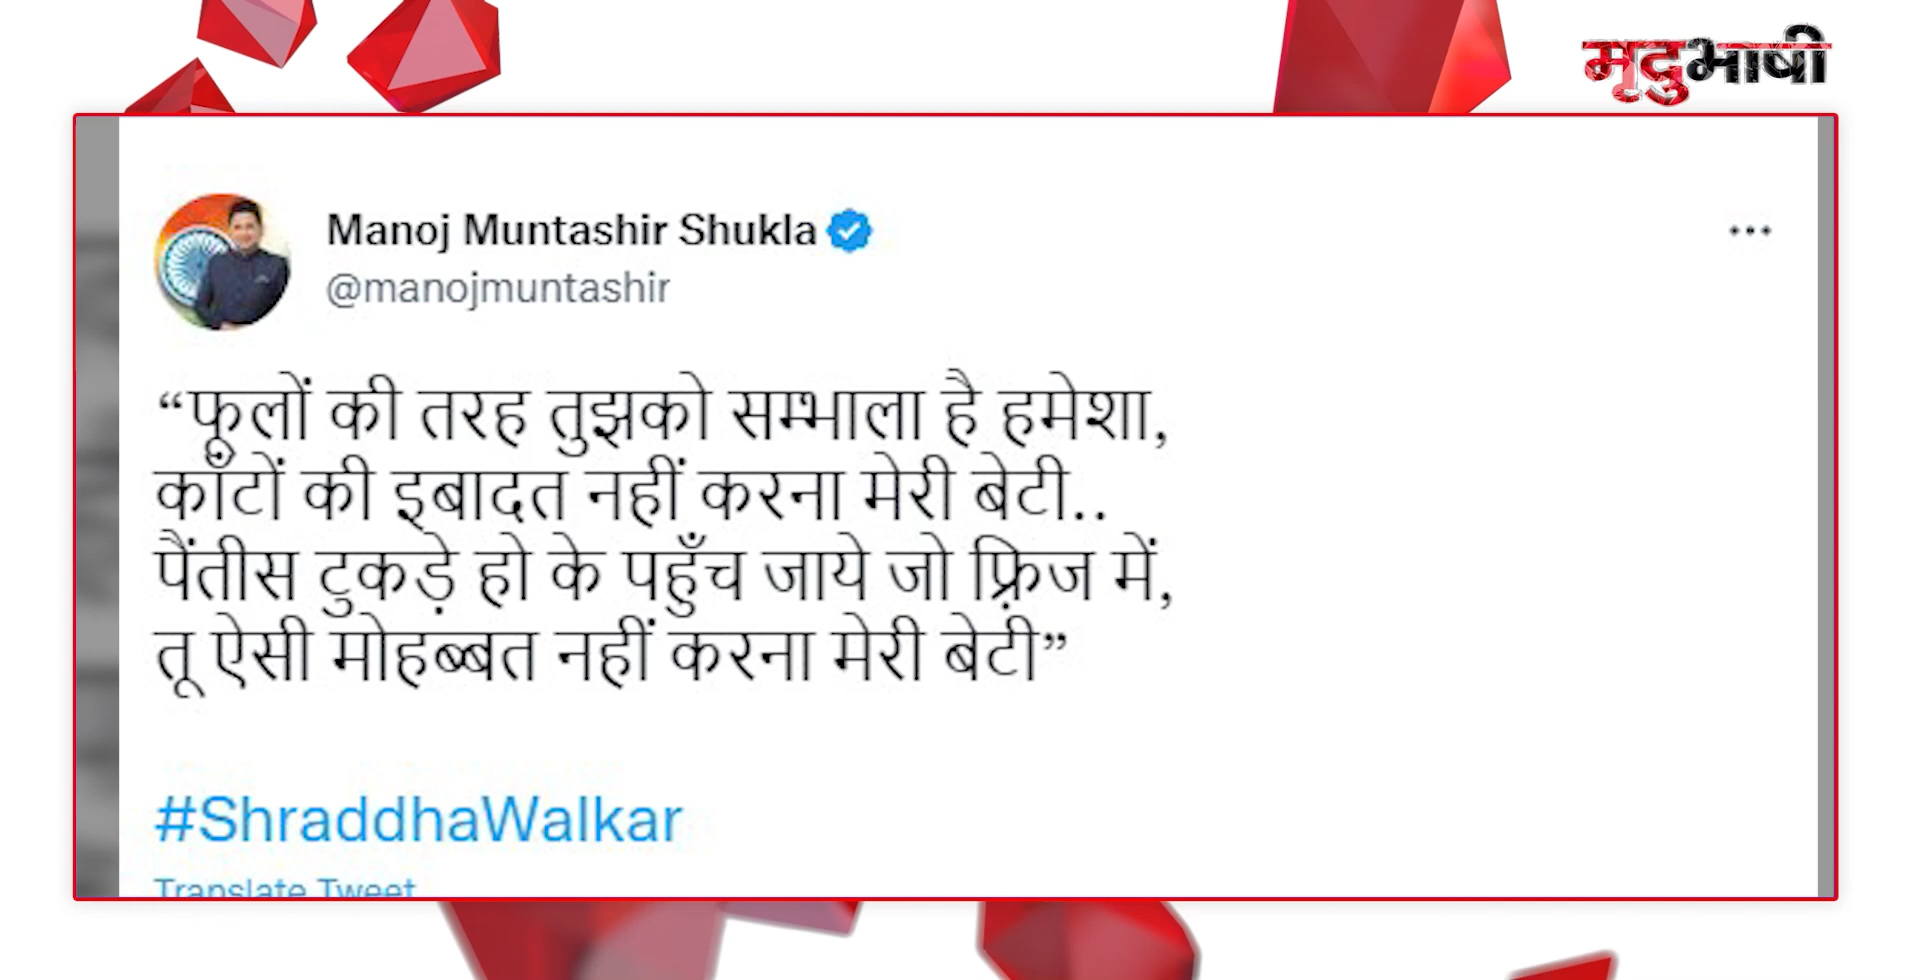 मृदुभाषी
Manoj Muntashir Shukla
@manojmuntashir
“फूलों की तरह तुझको सम्भाला है हमेशा,
काँटों की इबादत नहीं करना मेरी बेटी..
पैंतीस टुकड़े हो के पहुँच जाये जो फ़्रिज में,
तू ऐसी मोहब्बत नहीं करना मेरी बेटी”
#ShraddhaWalkar
Translate Tweet